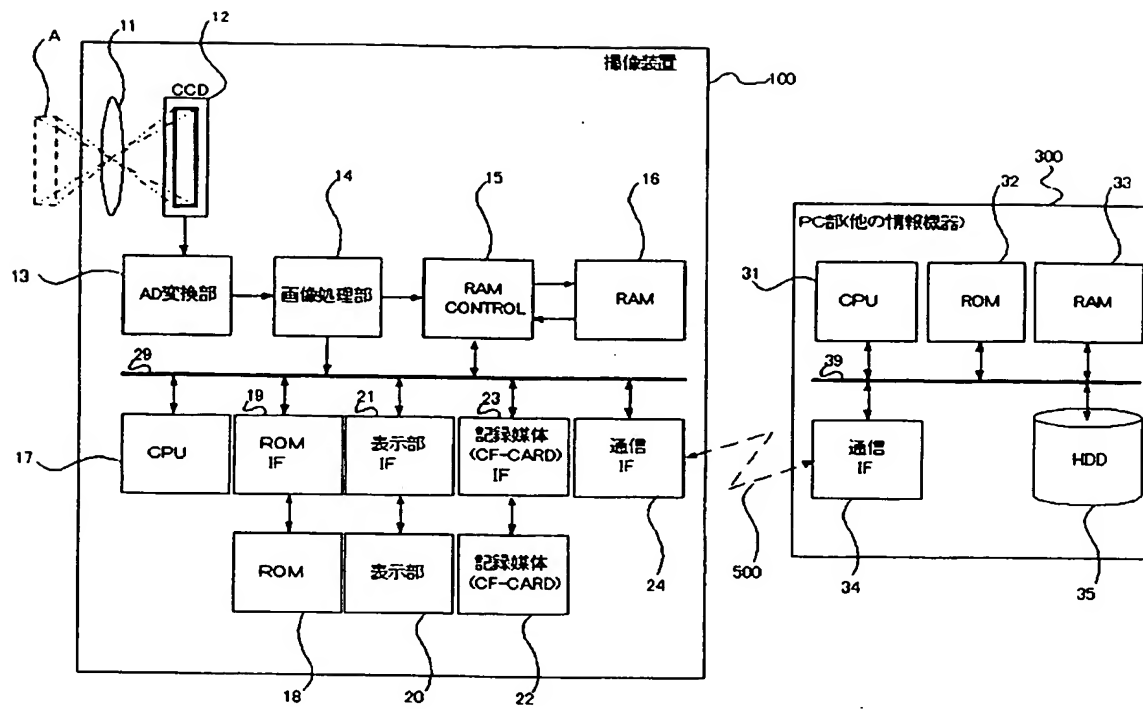 A
11
12
CCD
撮像装置
100
13
14
15
16
AD変換部
画像処理部
RAM
CONTROL
RAM
29
17
CPU
19
ROM
IF
21
表示部
IF
23
記録媒体
(CF-CARD)
IF
通信
IF
24
ROM
表示部
記録媒体
(CF-CARD)
18
20
22
500
300
PC部(他の情報機器)
31
32
33
CPU
ROM
RAM
39
通信
IF
HDD
34
35